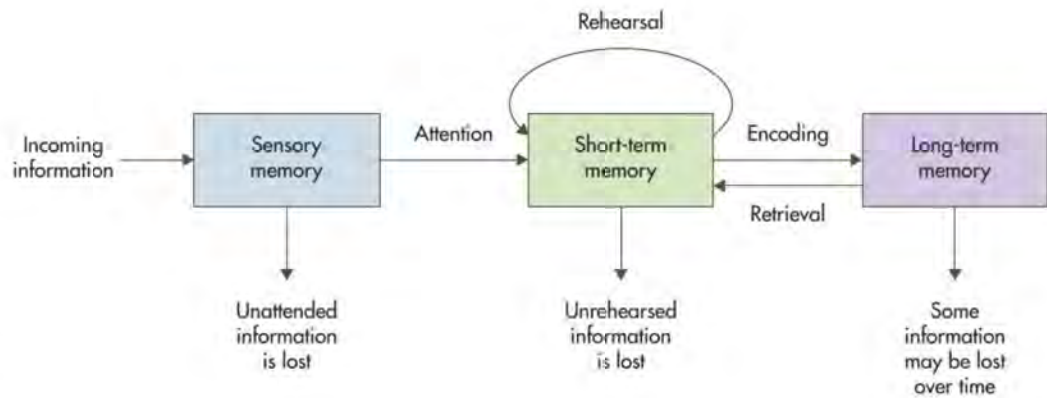 Rehearsal
Incoming
information
Sensory
memory
Attention
Short-term
memory
Encoding
Retrieval
Long-term
memory
Unattended
information
is lost
Unrehearsed
information
is lost
Some
information
may be lost
over time